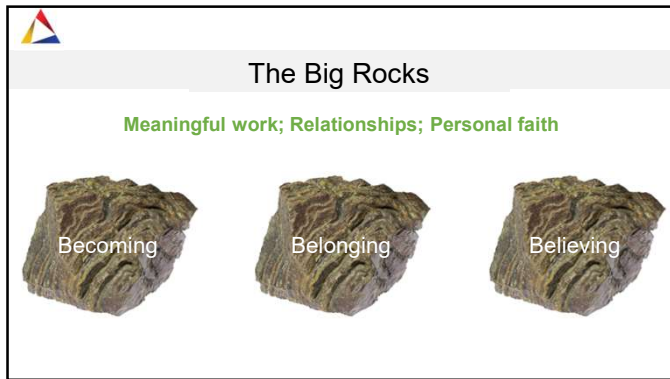 The Big Rocks
Meaningful work; Relationships; Personal faith
Becoming
Belonging
Believing